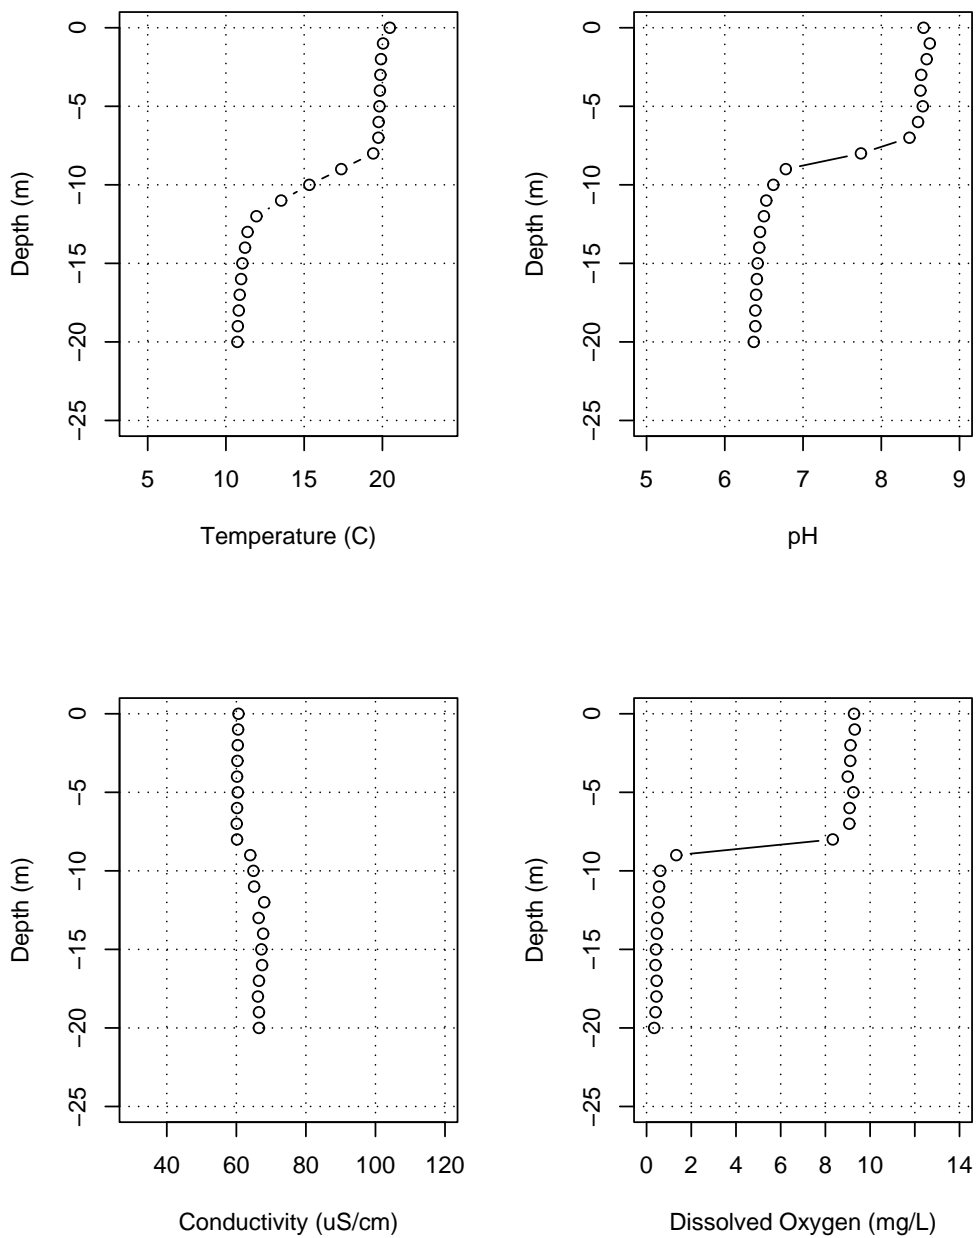 0
−5
−10
−15
−20
−25
Depth (m)
5 10 15 20
Temperature (C)
0
−5
−10
−15
−20
−25
Depth (m)
5 6 7 8 9
pH
0
−5
−10
−15
−20
−25
Depth (m)
40 60 80 100 120
Conductivity (uS/cm)
0
−5
−10
−15
−20
−25
Depth (m)
0 2 4 6 8 10 14
Dissolved Oxygen (mg/L)